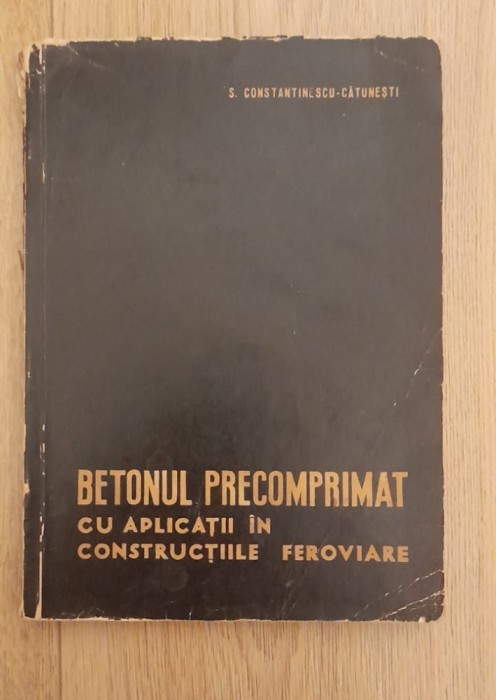 S. CONSTANTINESCU-CĂTUNEȘTI
BETONUL PRECOMPRIMAT
CU APLICAȚII ÎN
CONSTRUCȚIILE FEROVIARE